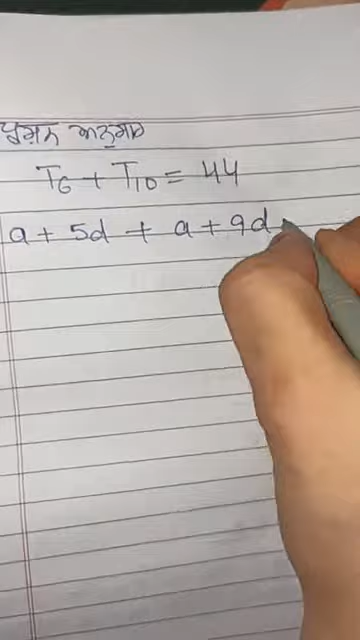 ਪ੍ਰਸ਼ਨ ਅਨੁਸਾਰ
T6 + T10 = 44
a + 5d + a + 9d